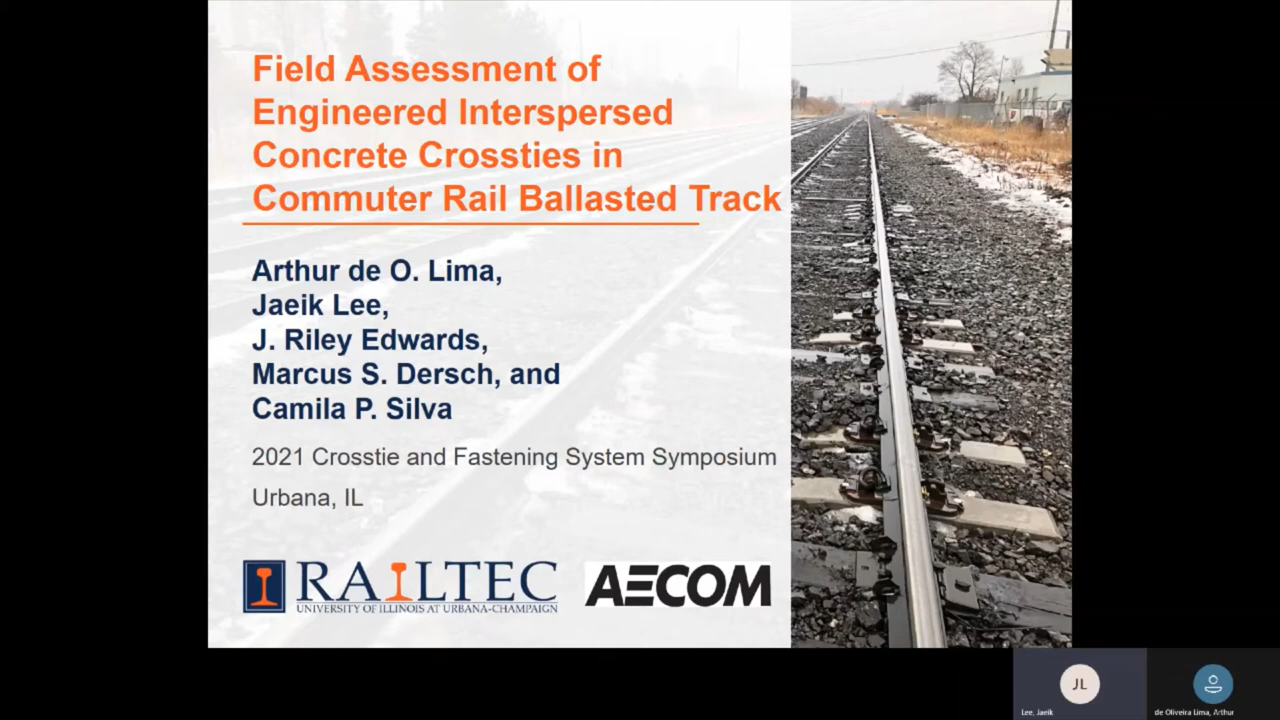 Field Assessment of
Engineered Interspersed
Concrete Crossties in
Commuter Rail Ballasted Track
Arthur de O. Lima,
Jaeik Lee,
J. Riley Edwards,
Marcus S. Dersch, and
Camila P. Silva
2021 Crosstie and Fastening System Symposium
Urbana, IL
RAILTEC
UNIVERSITY OF ILLINOIS AT URBANA-CHAMPAIGN
AECOM
JL
Lee, Jaeik
de Oliveira Lima, Arthur